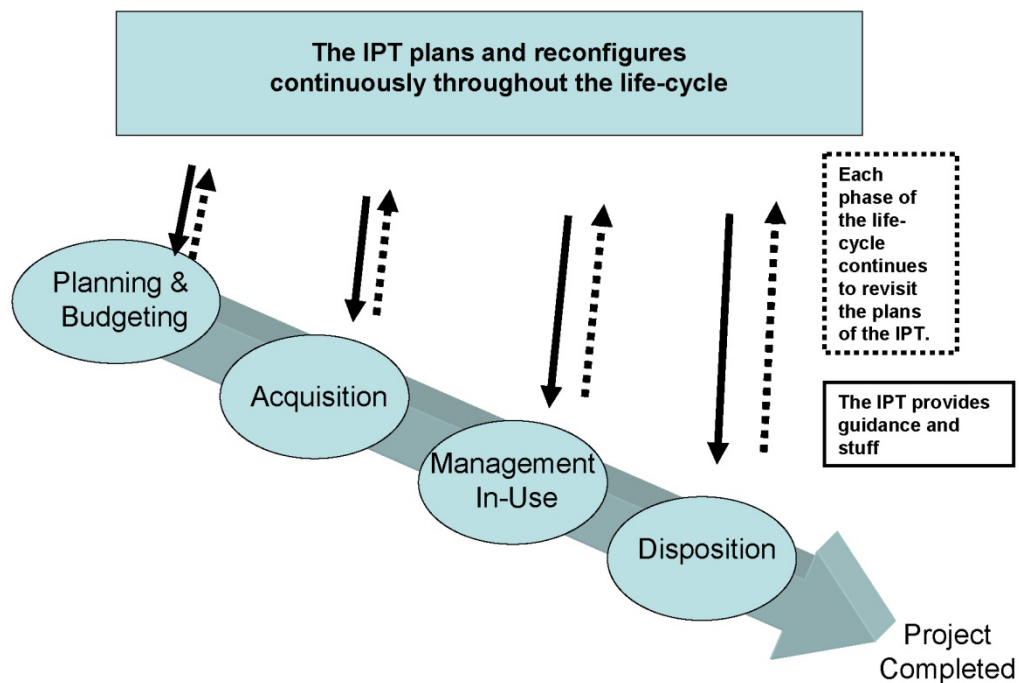 The IPT plans and reconfigures
continuously throughout the life-cycle
Each
phase of
the life-
cycle
continues
to revisit
the plans
of the IPT.
Planning &
Budgeting
Acquisition
The IPT provides
guidance and
stuff
Management
In-Use
Disposition
Project
Completed